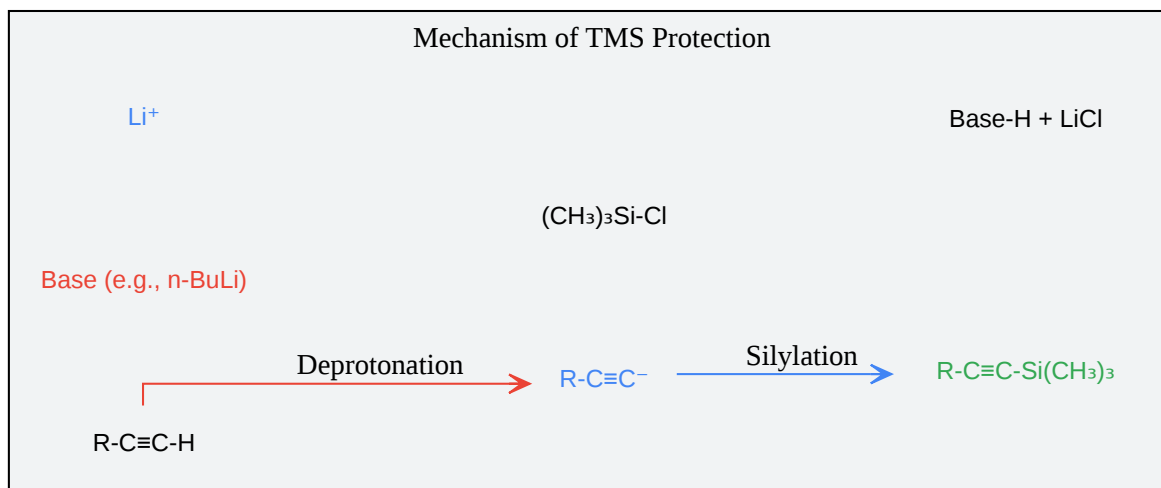 Mechanism of TMS Protection
Li⁺
Base-H + LiCl
(CH₃)₃Si-Cl
Base (e.g., n-BuLi)
Deprotonation
Silylation
R-C≡C⁻
R-C≡C-Si(CH₃)₃
R-C≡C-H